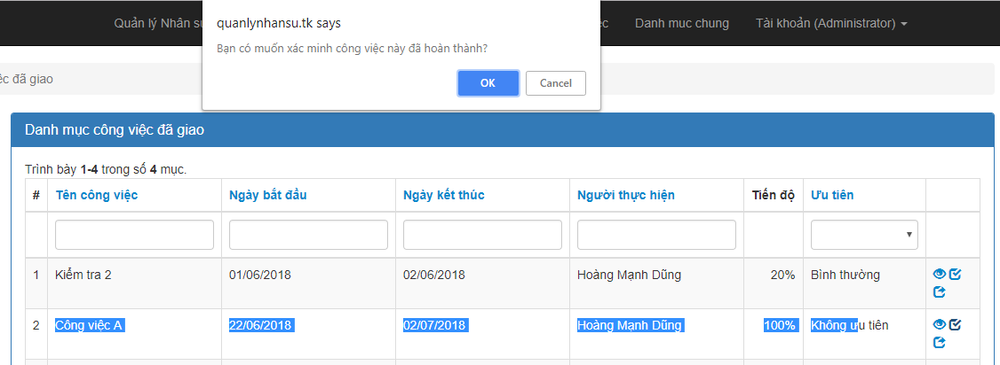 Quản lý Nhân
quanlynhansu.tk says
Bạn có muốn xác minh công việc này đã hoàn thành?
OK
Cancel
Danh mục chung
Tài khoản (Administrator)
đã giao
Danh mục công việc đã giao
Trình bày 1-4 trong số 4 mục.
# Tên công việc Ngày bắt đầu Ngày kết thúc Người thực hiện Tiến độ Ưu tiên
1 Kiểm tra 2 01/06/2018 02/06/2018 Hoàng Mạnh Dũng 20% Bình thường
2 Công việc A 22/06/2018 02/07/2018 Hoàng Mạnh Dũng 100% Không ưu tiên